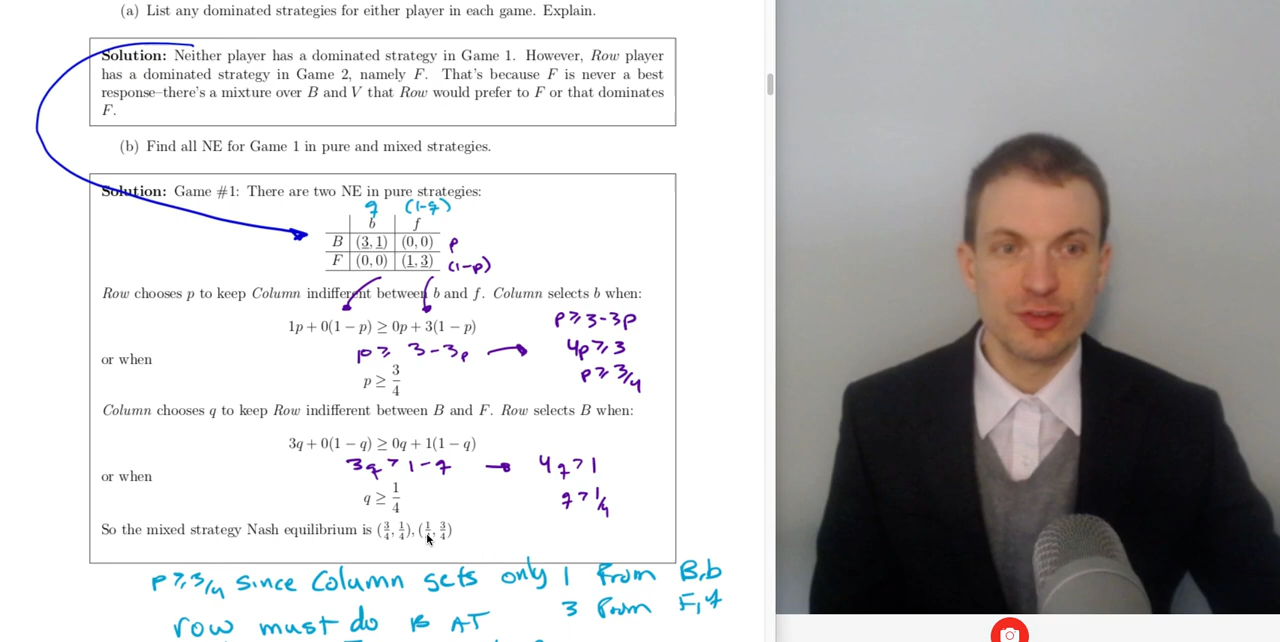 (a) List any dominated strategies for either player in each game. Explain.
Solution: Neither player has a dominated strategy in Game 1. However, Row player
has a dominated strategy in Game 2, namely F. That's because F is never a best
response–there's a mixture over B and V that Row would prefer to F or that dominates
F.
(b) Find all NE for Game 1 in pure and mixed strategies.
Solution: Game #1: There are two NE in pure strategies:
q (1-q)
b f
B (3, 1) (0, 0) p
F (0, 0) (1, 3) (1-p)
Row chooses p to keep Column indifferent between b and f. Column selects b when:
1p + 0(1 − p) ≥ 0p + 3(1 − p) p ≥ 3-3p
p ≥ 3-3p 4p ≥ 3
or when
p ≥ 3/4 p ≥ 3/4
Column chooses q to keep Row indifferent between B and F. Row selects B when:
3q + 0(1 − q) ≥ 0q + 1(1 − q)
3q > 1-q 4q > 1
or when
q ≥ 1/4 q > 1/4
So the mixed strategy Nash equilibrium is (3/4, 1/4), (1/4, 3/4)
p ≥ 3/4 since Column gets only 1 from B,b
3 from F,f
row must do B AT